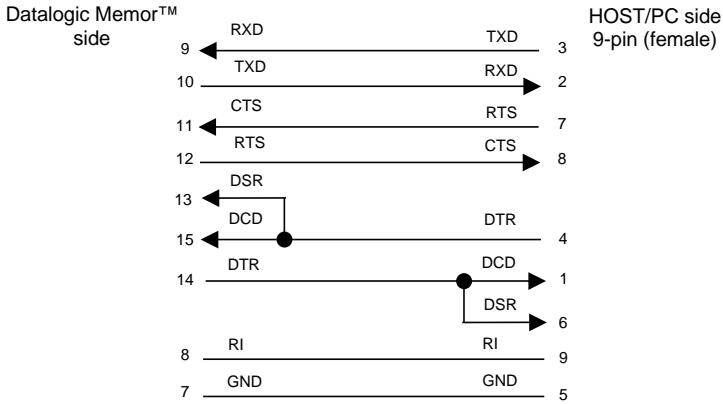 Datalogic Memor™
side
HOST/PC side
9-pin (female)
9 RXD TXD 3
10 TXD RXD 2
11 CTS RTS 7
12 RTS CTS 8
13 DSR
15 DCD DTR 4
14 DTR DCD 1
DSR 6
8 RI RI 9
7 GND GND 5